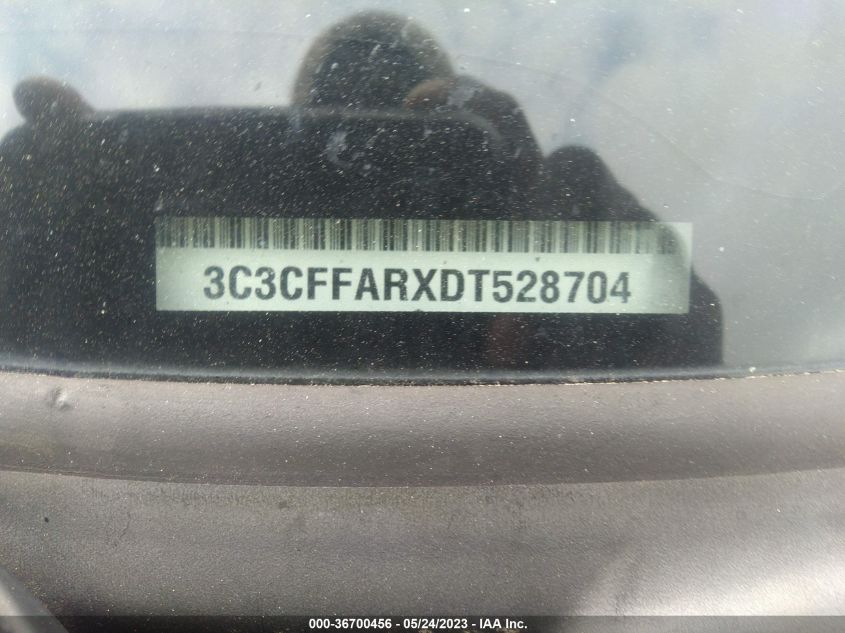 3C3CFFARXDT528704
000-36700456 - 05/24/2023 - IAA Inc.